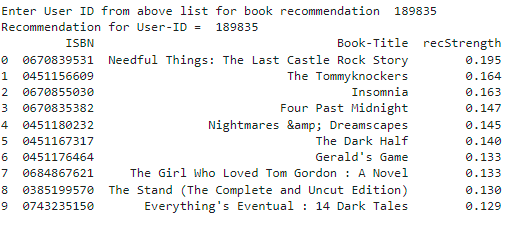 Enter User ID from above list for book recommendation  189835
Recommendation for User-ID =  189835
ISBN Book-Title recStrength
0 0670839531 Needful Things: The Last Castle Rock Story 0.195
1 0451156609 The Tommyknockers 0.164
2 0670855030 Insomnia 0.163
3 0670835382 Four Past Midnight 0.147
4 0451180232 Nightmares &amp; Dreamscapes 0.145
5 0451167317 The Dark Half 0.140
6 0451176464 Gerald's Game 0.133
7 0684867621 The Girl Who Loved Tom Gordon : A Novel 0.133
8 0385199570 The Stand (The Complete and Uncut Edition) 0.130
9 0743235150 Everything's Eventual : 14 Dark Tales 0.129